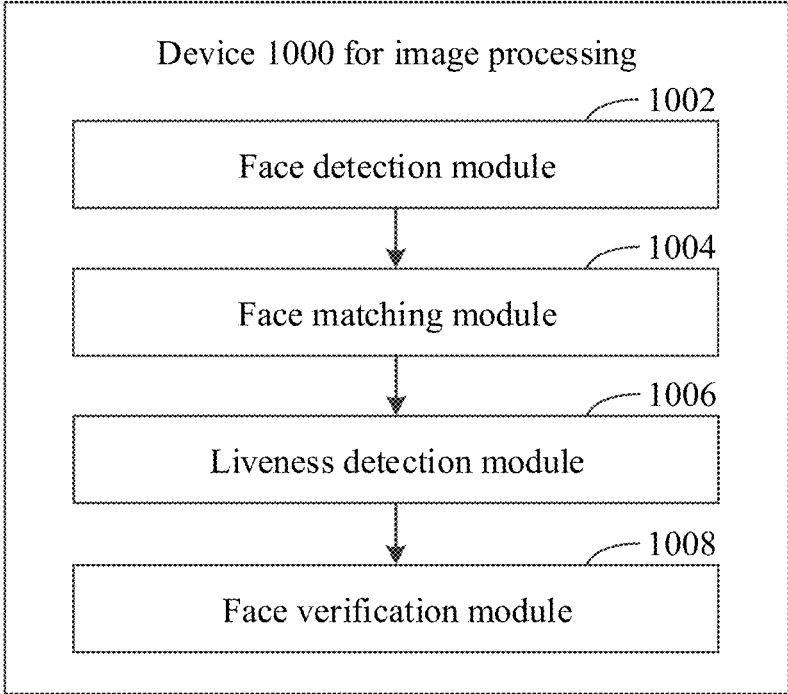 Device 1000 for image processing
1002
Face detection module
1004
Face matching module
1006
Liveness detection module
1008
Face verification module